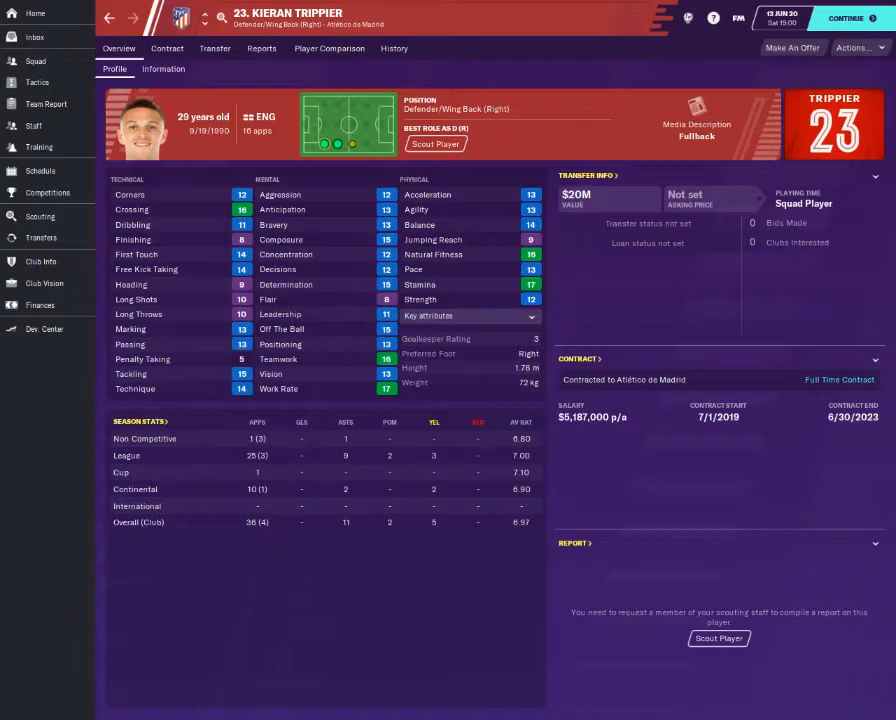 Home
Inbox
Squad
Tactics
Team Report
Staff
Training
Schedule
Competitions
Scouting
Transfers
Club Info
Club Vision
Finances
Dev. Center
23. KIERAN TRIPPIER
Defender/Wing Back (Right) - Atlético de Madrid
? FM 13 JUN 20 Sat 19:00 CONTINUE
Overview Contract Transfer Reports Player Comparison History Make An Offer Actions...
Profile Information
29 years old
9/19/1990
ENG
16 apps
POSITION
Defender/Wing Back (Right)
BEST ROLE AS D (R)
Scout Player
Media Description
Fullback
TRIPPIER
23
TECHNICAL MENTAL PHYSICAL
Corners 12 Aggression 12 Acceleration 13
Crossing 16 Anticipation 13 Agility 13
Dribbling 11 Bravery 13 Balance 14
Finishing 8 Composure 15 Jumping Reach 9
First Touch 14 Concentration 12 Natural Fitness 16
Free Kick Taking 14 Decisions 12 Pace 13
Heading 9 Determination 15 Stamina 17
Long Shots 10 Flair 8 Strength 12
Long Throws 10 Leadership 11 Key attributes
Marking 13 Off The Ball 15
Passing 13 Positioning 13 Goalkeeper Rating 3
Penalty Taking 5 Teamwork 16 Preferred Foot Right
Tackling 15 Vision 13 Height 1.78 m
Technique 14 Work Rate 17 Weight 72 kg
SEASON STATS > APPS GLS ASTS POM YEL RED AV RAT
Non Competitive 1 (3) - 1 - - - 6.80
League 25 (3) - 9 2 3 - 7.00
Cup 1 - - - - - 7.10
Continental 10 (1) - 2 - 2 - 6.90
International - - - - - - -
Overall (Club) 36 (4) - 11 2 5 - 6.97
TRANSFER INFO >
$20M
VALUE
Not set
ASKING PRICE
PLAYING TIME
Squad Player
Transfer status not set 0 Bids Made
Loan status not set 0 Clubs Interested
CONTRACT >
Contracted to Atlético de Madrid Full Time Contract
SALARY CONTRACT START CONTRACT END
$5,187,000 p/a 7/1/2019 6/30/2023
REPORT >
You need to request a member of your scouting staff to compile a report on this
player.
Scout Player